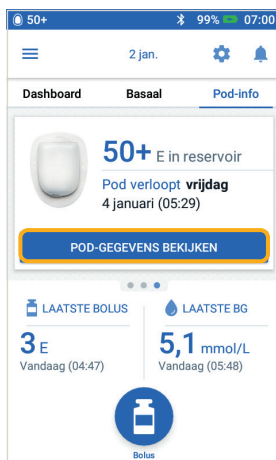 50+ 99% 07:00
2 jan.
Dashboard Basaal Pod-info
50+ E in reservoir
Pod verloopt vrijdag
4 januari (05:29)
POD-GEGEVENS BEKIJKEN
LAATSTE BOLUS LAATSTE BG
3 E 5,1 mmol/L
Vandaag (04:47) Vandaag (05:48)
Bolus